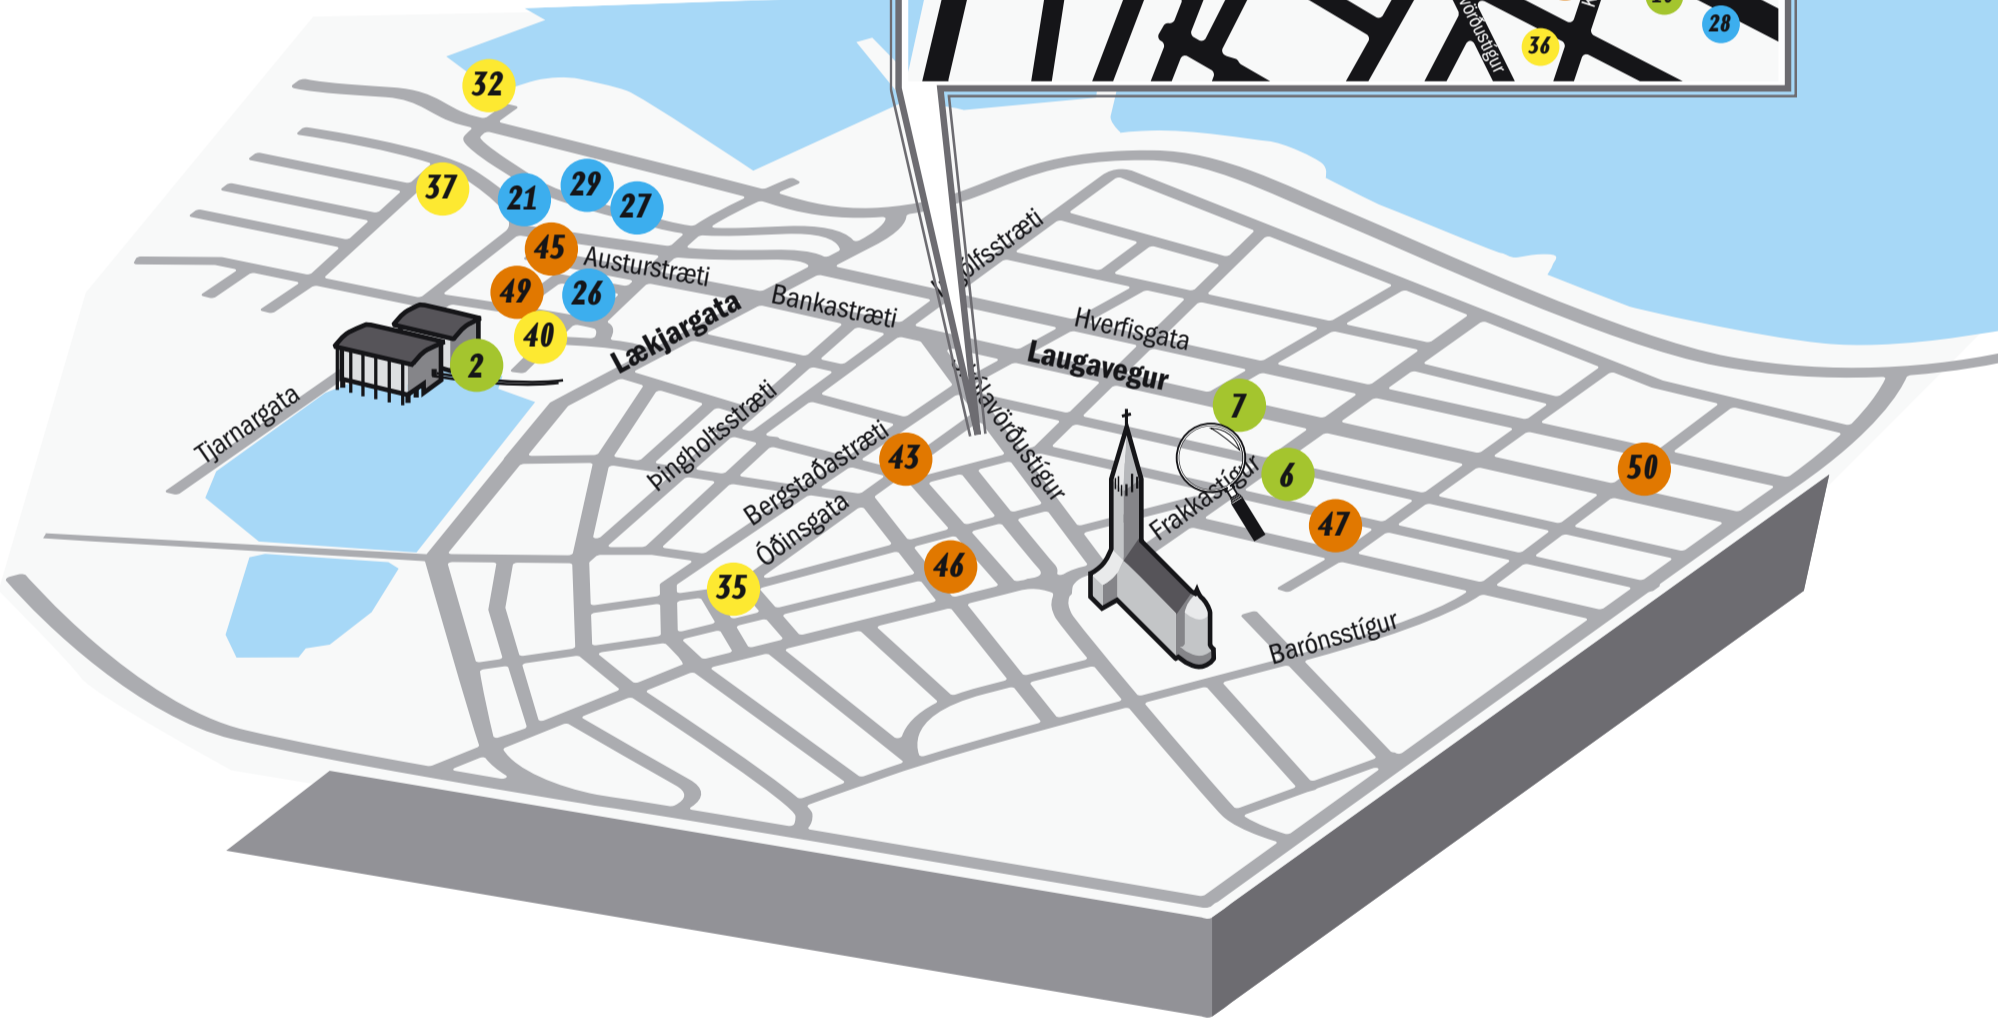 28
36
32
37
21
29
27
45
Austurstræti
49
26
Bankastræti
Lækjargata
40
2
Hverfisgata
Laugavegur
Tjarnargata
Þingholtsstræti
Bergstaðastræti
43
7
6
Frakkastígur
50
47
Óðinsgata
46
35
Barónsstígur